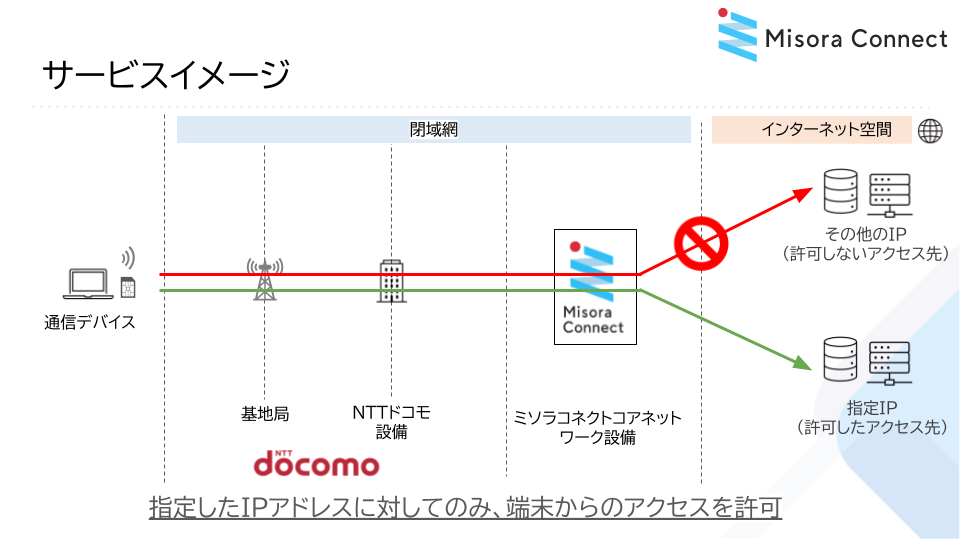 Misora Connect
サービスイメージ
閉域網
インターネット空間
その他のIP
（許可しないアクセス先）
Misora
Connect
通信デバイス
指定IP
（許可したアクセス先）
基地局
NTTドコモ
設備
ミソラコネクトコアネット
ワーク設備
NTT
docomo
指定したIPアドレスに対してのみ、端末からのアクセスを許可